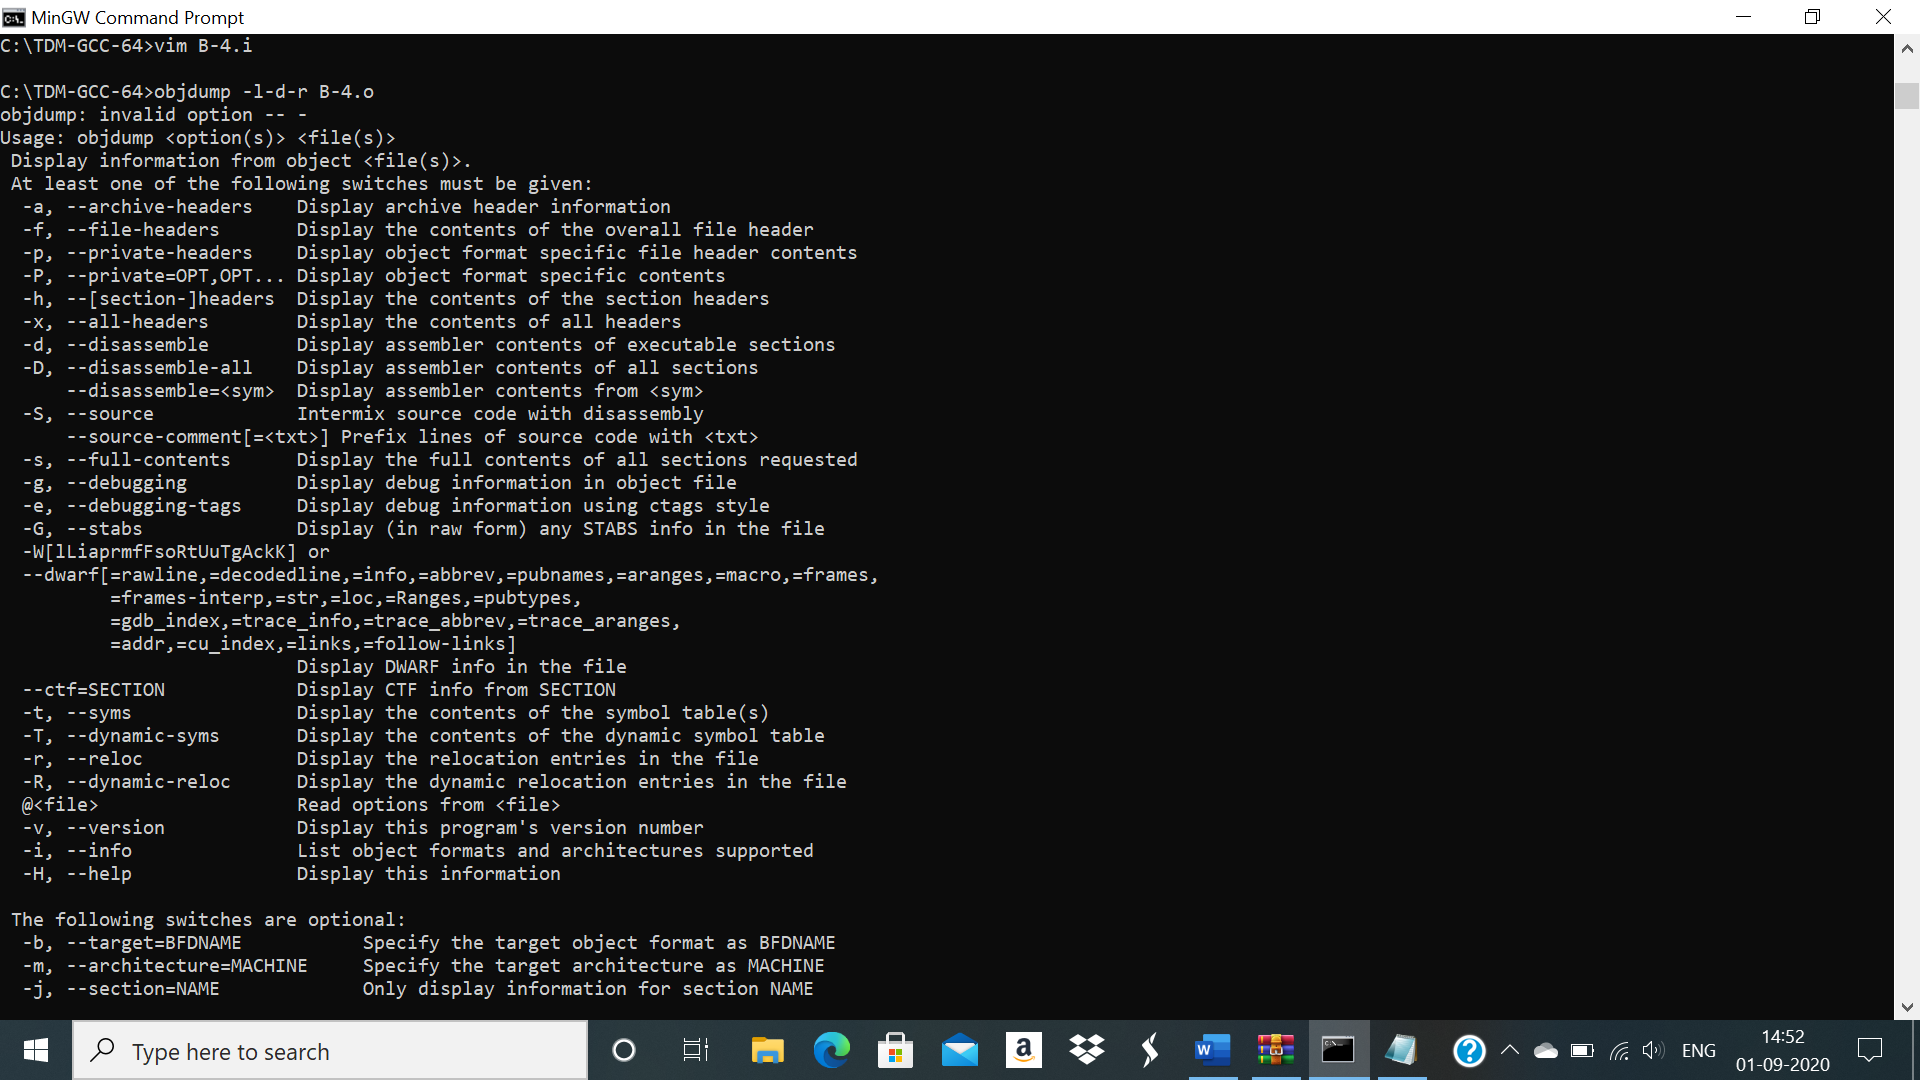 MinGW Command Prompt
C:\TDM-GCC-64>vim B-4.i
C:\TDM-GCC-64>objdump -l-d-r B-4.o
objdump: invalid option -- -
Usage: objdump <option(s)> <file(s)>
 Display information from object <file(s)>.
 At least one of the following switches must be given:
  -a, --archive-headers    Display archive header information
  -f, --file-headers       Display the contents of the overall file header
  -p, --private-headers    Display object format specific file header contents
  -P, --private=OPT,OPT... Display object format specific contents
  -h, --[section-]headers  Display the contents of the section headers
  -x, --all-headers        Display the contents of all headers
  -d, --disassemble        Display assembler contents of executable sections
  -D, --disassemble-all    Display assembler contents of all sections
      --disassemble=<sym>  Display assembler contents from <sym>
  -S, --source             Intermix source code with disassembly
      --source-comment[=<txt>] Prefix lines of source code with <txt>
  -s, --full-contents      Display the full contents of all sections requested
  -g, --debugging          Display debug information in object file
  -e, --debugging-tags     Display debug information using ctags style
  -G, --stabs              Display (in raw form) any STABS info in the file
  -W[lLiaprmfFsoRtUuTgAckK] or
  --dwarf[=rawline,=decodedline,=info,=abbrev,=pubnames,=aranges,=macro,=frames,
          =frames-interp,=str,=loc,=Ranges,=pubtypes,
          =gdb_index,=trace_info,=trace_abbrev,=trace_aranges,
          =addr,=cu_index,=links,=follow-links]
                           Display DWARF info in the file
  --ctf=SECTION            Display CTF info from SECTION
  -t, --syms               Display the contents of the symbol table(s)
  -T, --dynamic-syms       Display the contents of the dynamic symbol table
  -r, --reloc              Display the relocation entries in the file
  -R, --dynamic-reloc      Display the dynamic relocation entries in the file
  @<file>                  Read options from <file>
  -v, --version            Display this program's version number
  -i, --info               List object formats and architectures supported
  -H, --help               Display this information
 The following switches are optional:
  -b, --target=BFDNAME           Specify the target object format as BFDNAME
  -m, --architecture=MACHINE     Specify the target architecture as MACHINE
  -j, --section=NAME             Only display information for section NAME
Type here to search
ENG
14:52
01-09-2020